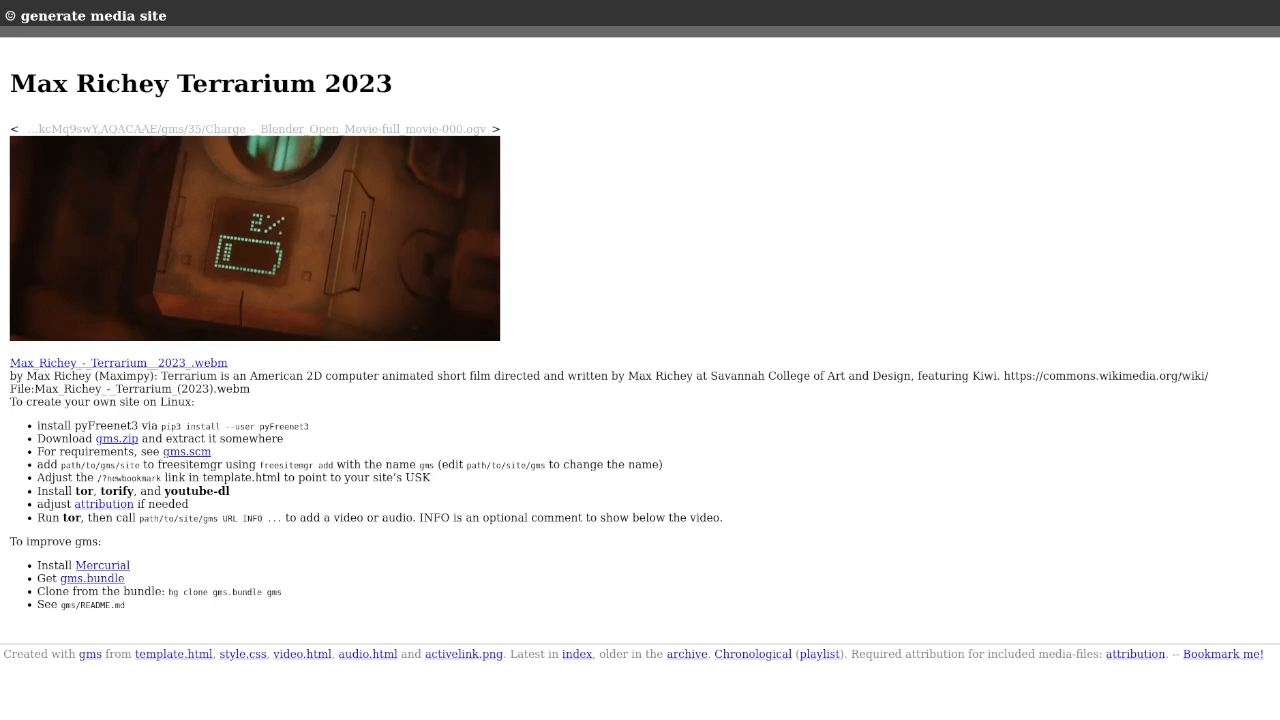 ☺ generate media site
Max Richey Terrarium 2023
< ...kcMq9swY,AQACAAE/gms/35/Charge_-_Blender_Open_Movie-full_movie-000.ogv >
2%
Max_Richey_-_Terrarium__2023_.webm
by Max Richey (Maximpy): Terrarium is an American 2D computer animated short film directed and written by Max Richey at Savannah College of Art and Design, featuring Kiwi. https://commons.wikimedia.org/wiki/
File:Max_Richey_-_Terrarium_(2023).webm
To create your own site on Linux:
• install pyFreenet3 via pip3 install --user pyFreenet3
• Download gms.zip and extract it somewhere
• For requirements, see gms.scm
• add path/to/gms/site to freesitemgr using freesitemgr add with the name gms (edit path/to/site/gms to change the name)
• Adjust the /?newbookmark link in template.html to point to your site’s USK
• Install tor, torify, and youtube-dl
• adjust attribution if needed
• Run tor, then call path/to/site/gms URL INFO ... to add a video or audio. INFO is an optional comment to show below the video.
To improve gms:
• Install Mercurial
• Get gms.bundle
• Clone from the bundle: hg clone gms.bundle gms
• See gms/README.md
Created with gms from template.html, style.css, video.html, audio.html and activelink.png. Latest in index, older in the archive. Chronological (playlist). Required attribution for included media-files: attribution. -- Bookmark me!